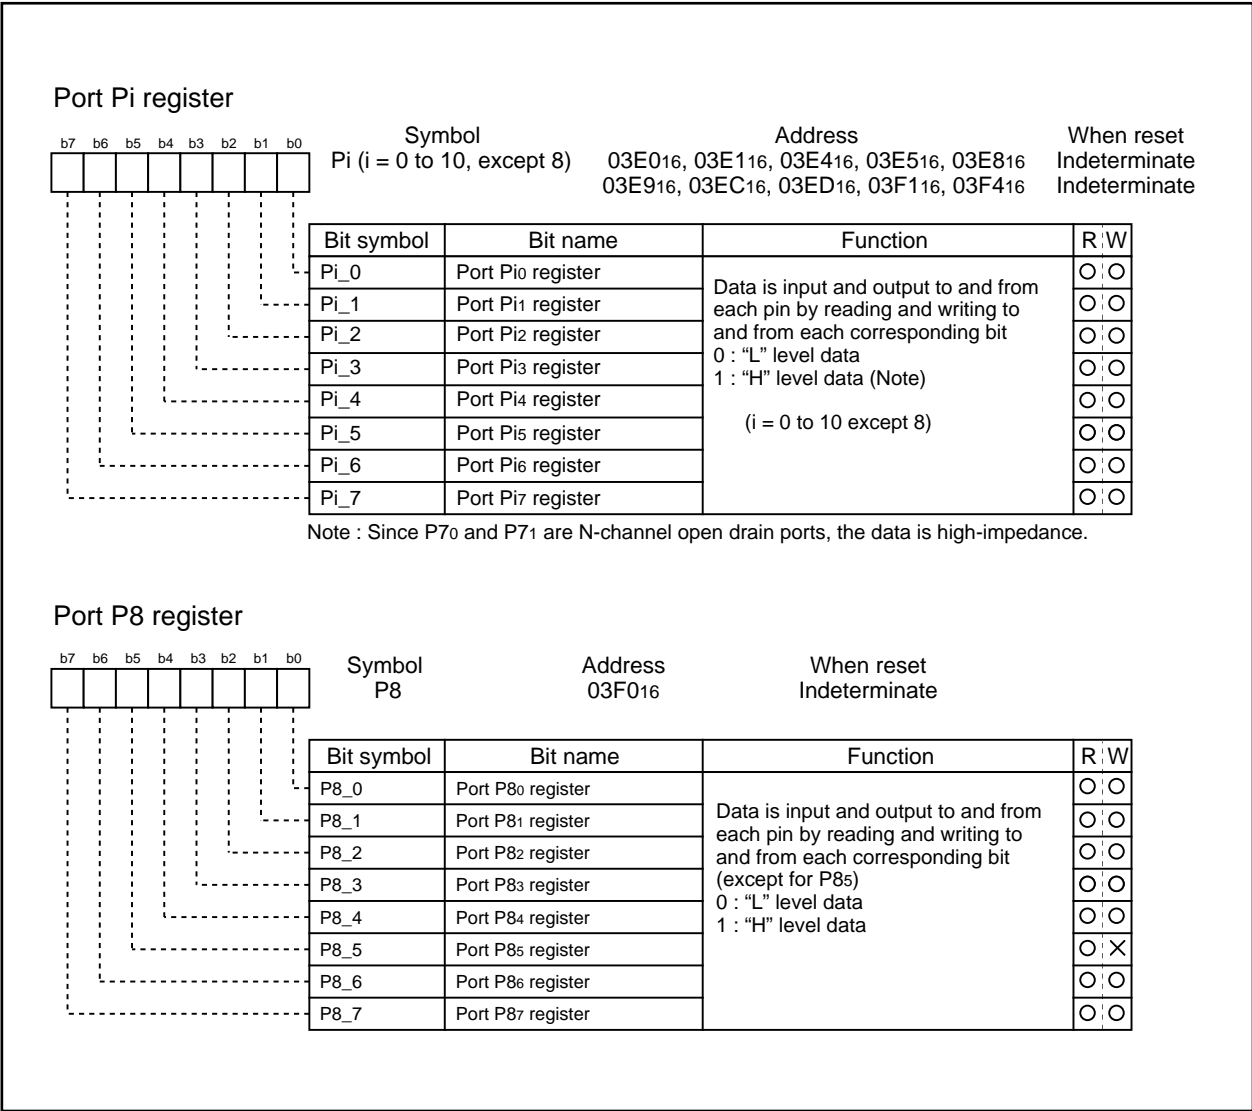 Port Pi register
b7 b6 b5 b4 b3 b2 b1 b0
Symbol Address When reset
Pi (i = 0 to 10, except 8) 03E016, 03E116, 03E416, 03E516, 03E816 Indeterminate
03E916, 03EC16, 03ED16, 03F116, 03F416 Indeterminate
Bit symbol Bit name Function R W
Pi_0 Port Pi0 register
Pi_1 Port Pi1 register
Pi_2 Port Pi2 register
Pi_3 Port Pi3 register
Pi_4 Port Pi4 register
Pi_5 Port Pi5 register
Pi_6 Port Pi6 register
Pi_7 Port Pi7 register
Data is input and output to and from
each pin by reading and writing to
and from each corresponding bit
0 : “L” level data
1 : “H” level data (Note)
(i = 0 to 10 except 8)
Note : Since P70 and P71 are N-channel open drain ports, the data is high-impedance.
Port P8 register
b7 b6 b5 b4 b3 b2 b1 b0
Symbol Address When reset
P8 03F016 Indeterminate
Bit symbol Bit name Function R W
P8_0 Port P80 register
P8_1 Port P81 register
P8_2 Port P82 register
P8_3 Port P83 register
P8_4 Port P84 register
P8_5 Port P85 register
P8_6 Port P86 register
P8_7 Port P87 register
Data is input and output to and from
each pin by reading and writing to
and from each corresponding bit
(except for P85)
0 : “L” level data
1 : “H” level data